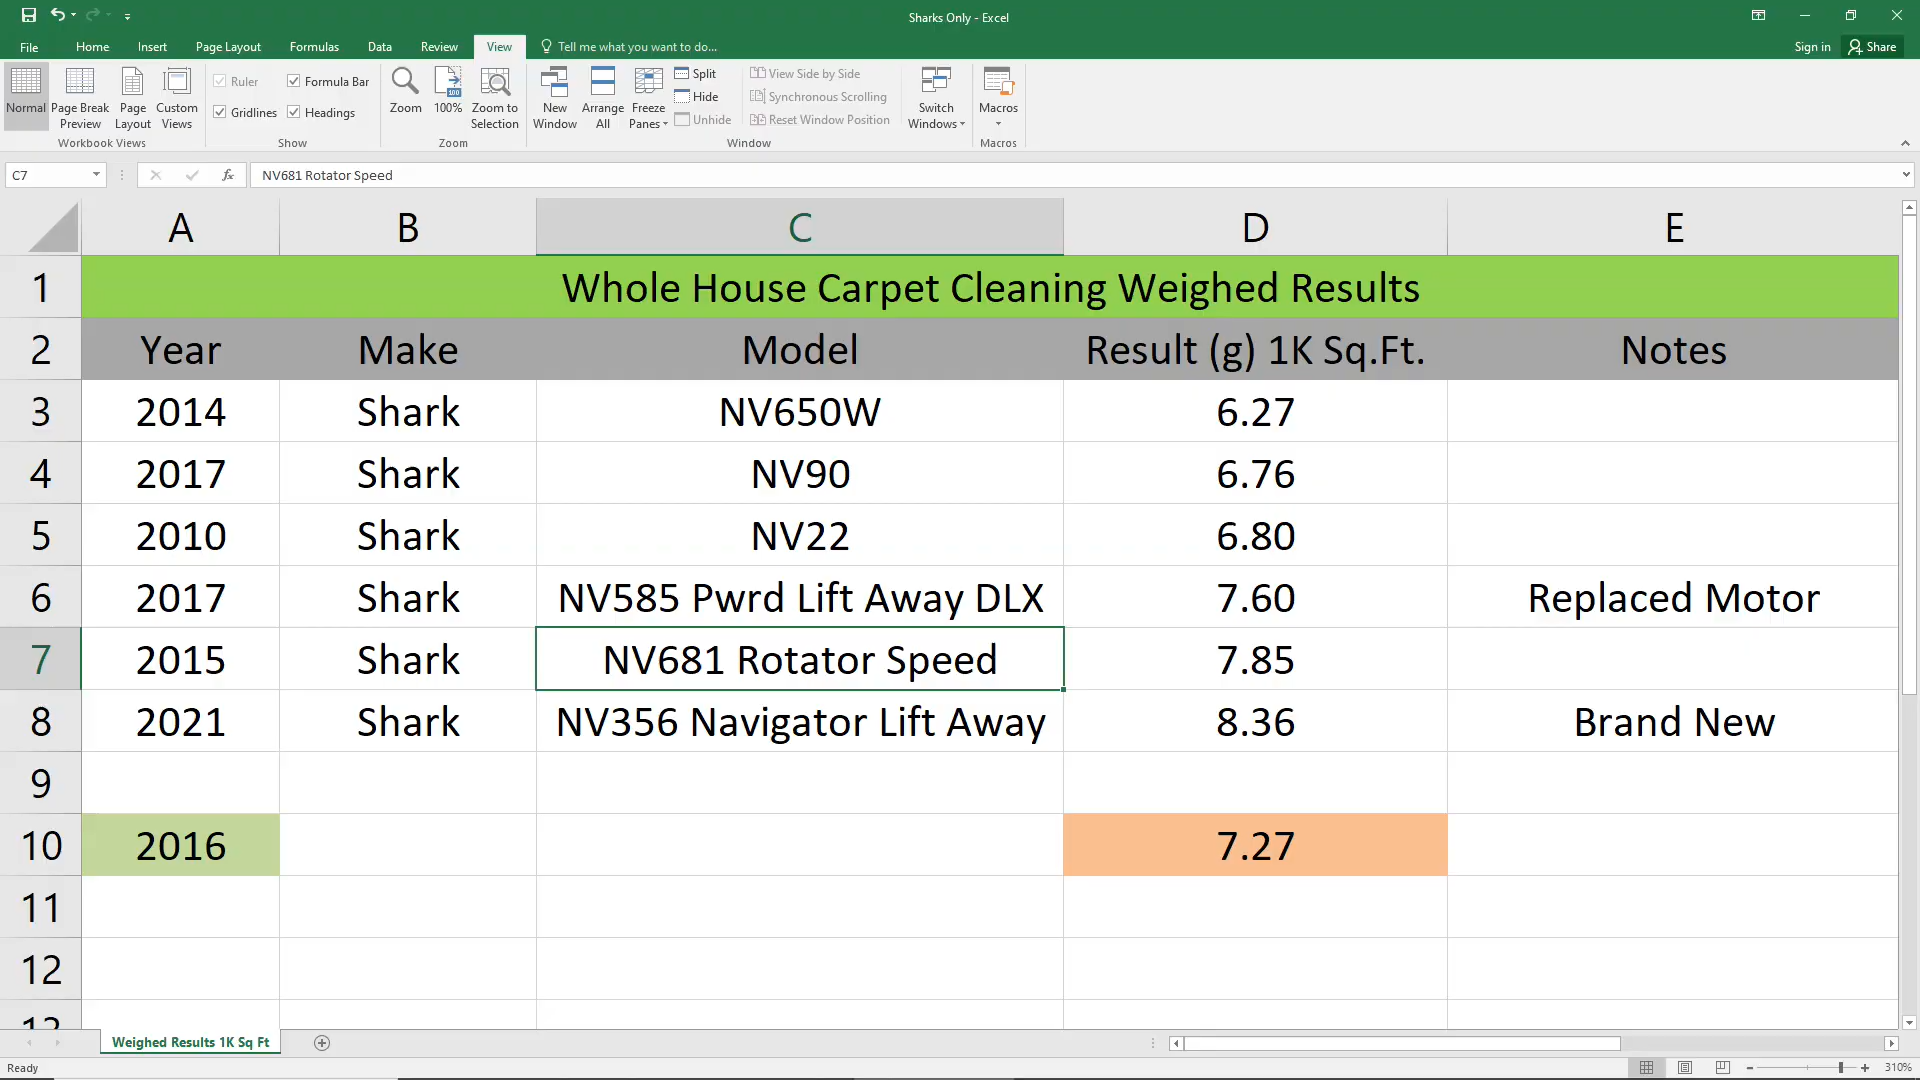 Sharks Only - Excel
File Home Insert Page Layout Formulas Data Review View Tell me what you want to do... Sign in Share
Normal Page Break Preview Page Layout Custom Views
Workbook Views
Ruler Formula Bar
Gridlines Headings
Show
Zoom 100% Zoom to Selection
Zoom
New Window Arrange All Freeze Panes
Split
Hide
Unhide
View Side by Side
Synchronous Scrolling
Reset Window Position
Switch Windows
Window
Macros
Macros
C7 fx NV681 Rotator Speed
A B C D E
1 Whole House Carpet Cleaning Weighed Results
2 Year Make Model Result (g) 1K Sq.Ft. Notes
3 2014 Shark NV650W 6.27
4 2017 Shark NV90 6.76
5 2010 Shark NV22 6.80
6 2017 Shark NV585 Pwrd Lift Away DLX 7.60 Replaced Motor
7 2015 Shark NV681 Rotator Speed 7.85
8 2021 Shark NV356 Navigator Lift Away 8.36 Brand New
9
10 2016 7.27
11
12
13
Weighed Results 1K Sq Ft
Ready 310%